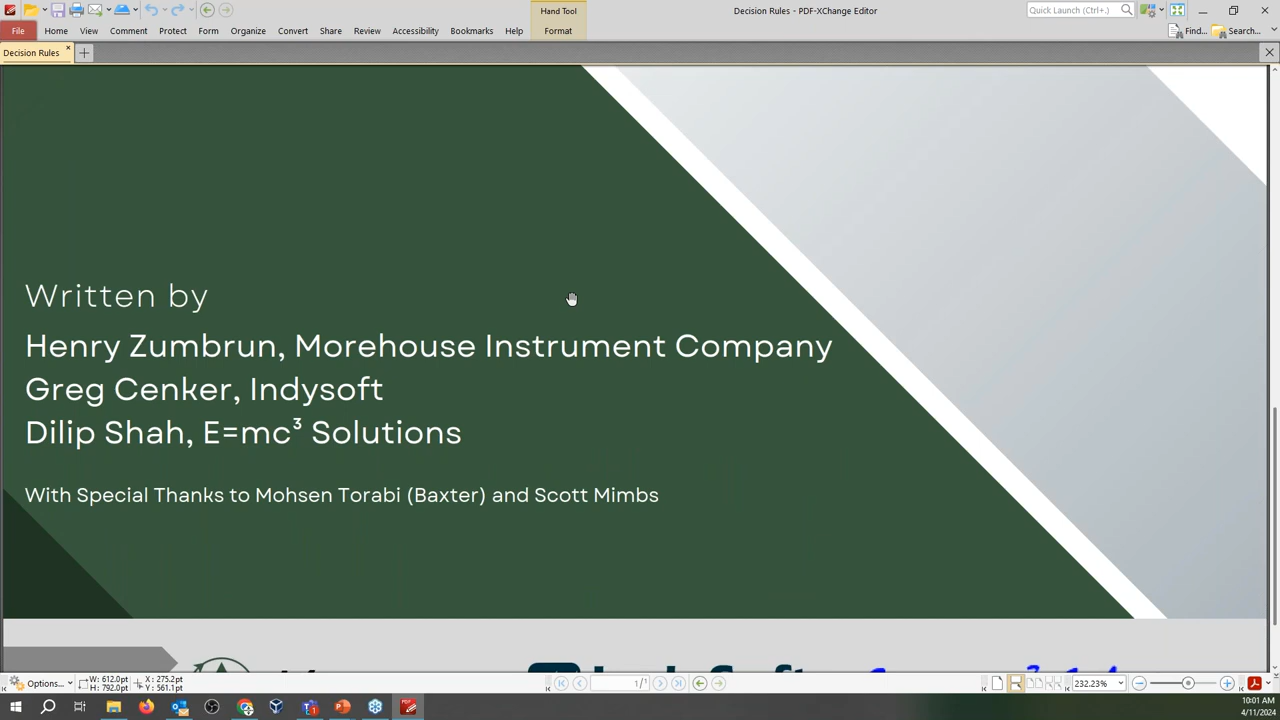 Hand Tool
Decision Rules - PDF-XChange Editor
Quick Launch (Ctrl+.)
File Home View Comment Protect Form Organize Convert Share Review Accessibility Bookmarks Help Format
Find... Search...
Decision Rules
Written by
Henry Zumbrun, Morehouse Instrument Company
Greg Cenker, Indysoft
Dilip Shah, E=mc³ Solutions
With Special Thanks to Mohsen Torabi (Baxter) and Scott Mimbs
Options...
W: 612.0pt
H: 792.0pt
X: 275.2pt
Y: 561.1pt
1/1
232.23%
10:01 AM
4/11/2024